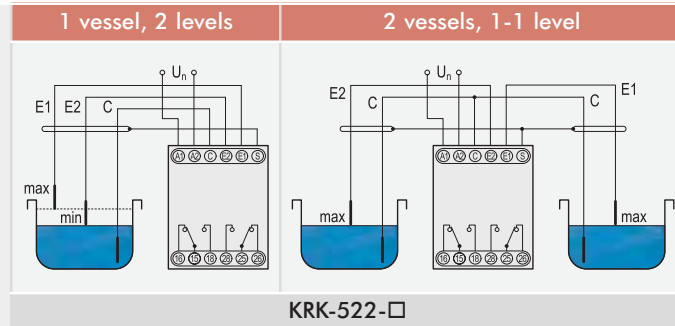 1 vessel, 2 levels
2 vessels, 1-1 level
Un
E1 E2 C
A1 A2 C E2 E1 S
max
min
16 15 18 28 25 26
Un
E2 C C E1
A1 A2 C E2 E1 S
max max
16 15 18 28 25 26
KRK-522-□